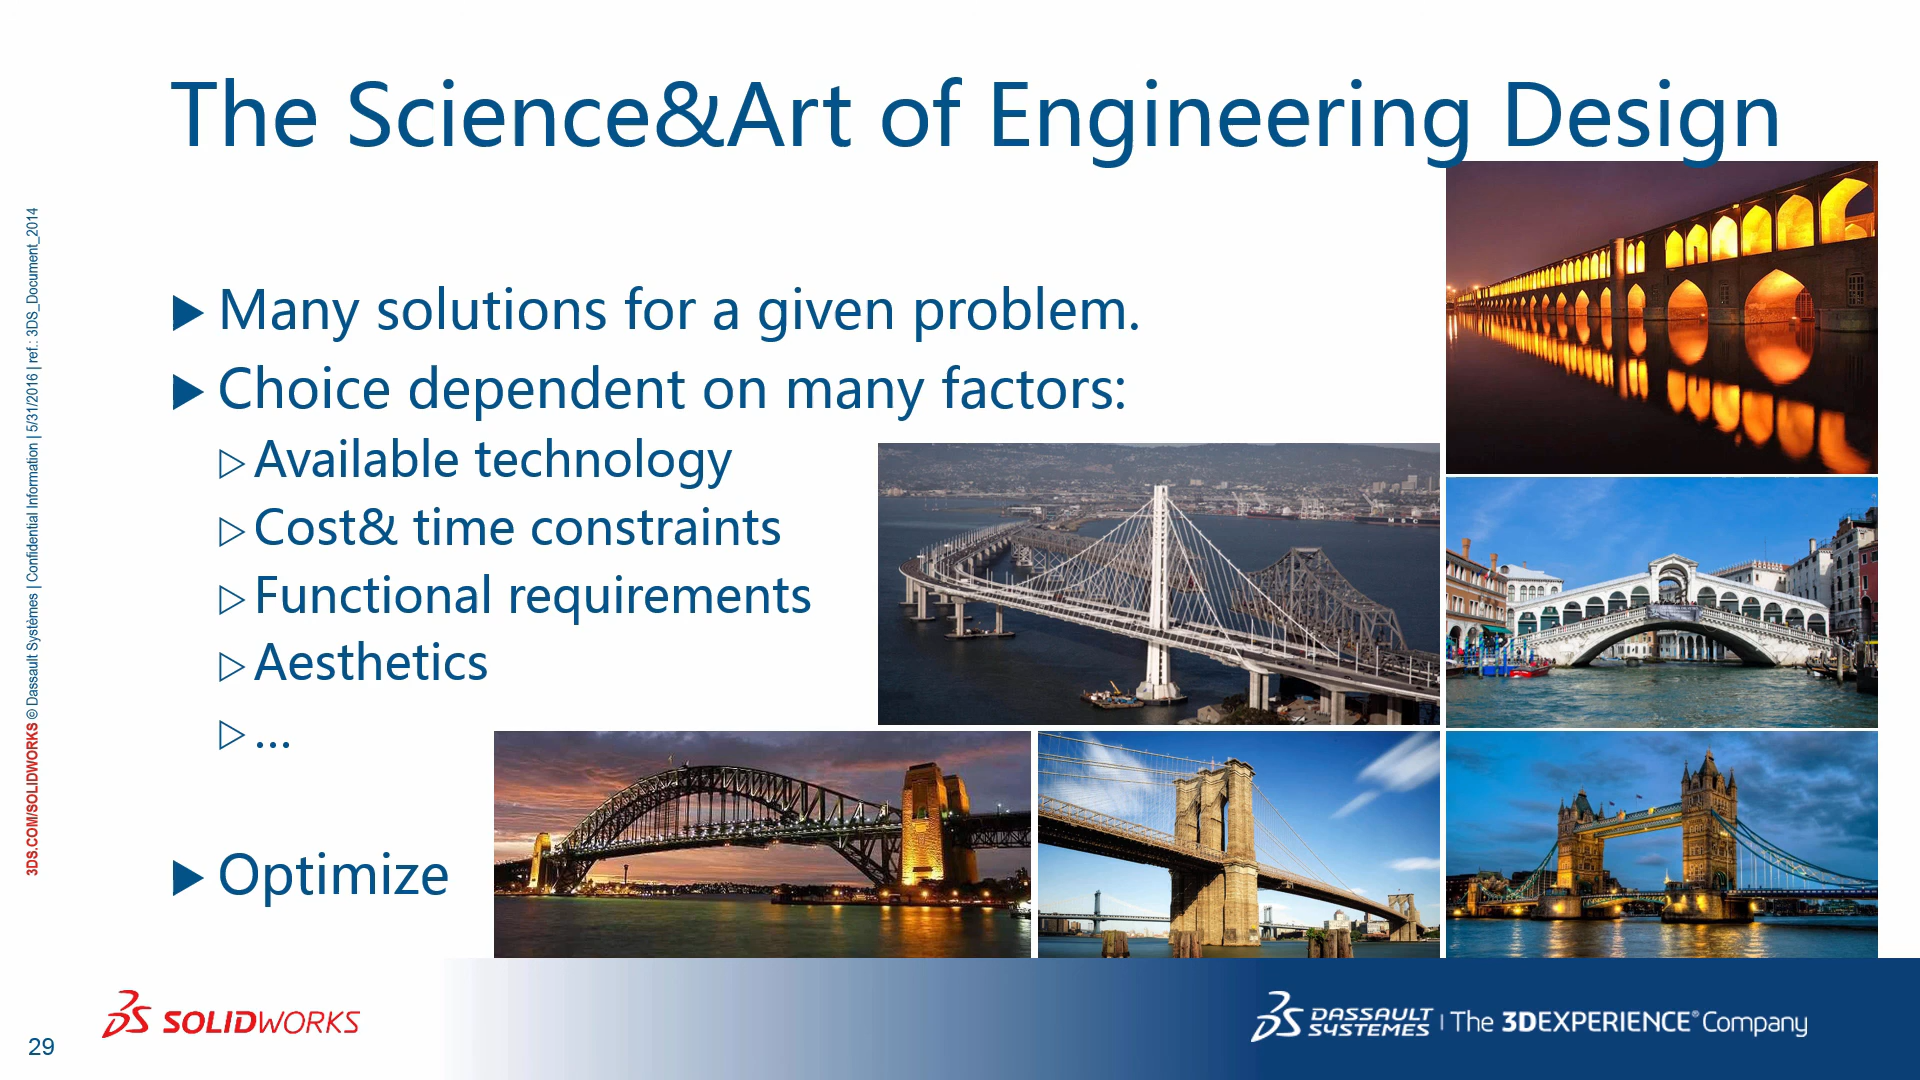 The Science&Art of Engineering Design
Many solutions for a given problem.
Choice dependent on many factors:
Available technology
Cost& time constraints
Functional requirements
Aesthetics
...
Optimize
3DS.COM/SOLIDWORKS © Dassault Systèmes | Confidential Information | 5/31/2016 | ref.: 3DS_Document_2014
29
SOLIDWORKS
DASSAULT SYSTEMES | The 3DEXPERIENCE® Company